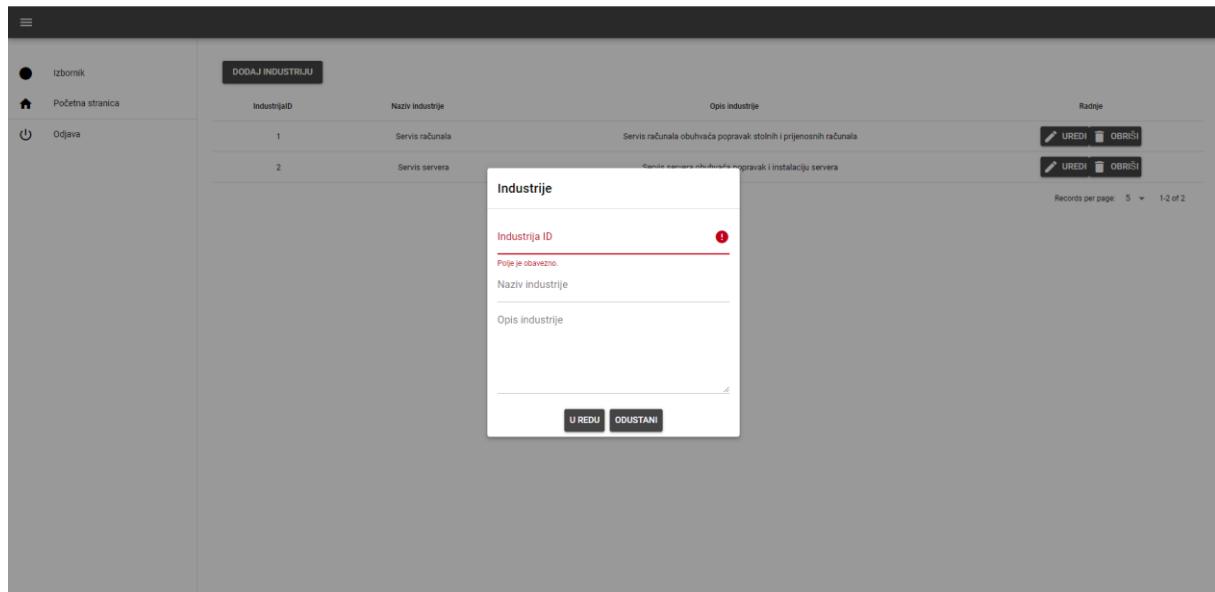 Izbornik
Početna stranica
Odjava
DODAJ INDUSTRIJU
IndustrijaID Naziv industrije Opis industrije Radnje
1 Servis računala Servis računala obuhvaća popravak stolnih i prijenosnih računala UREDI OBRIŠI
2 Servis servera Servis servera obuhvaća popravak i instalaciju servera UREDI OBRIŠI
Records per page: 5 1-2 of 2
Industrije
Industrija ID
Polje je obavezno.
Naziv industrije
Opis industrije
U REDU ODUSTANI